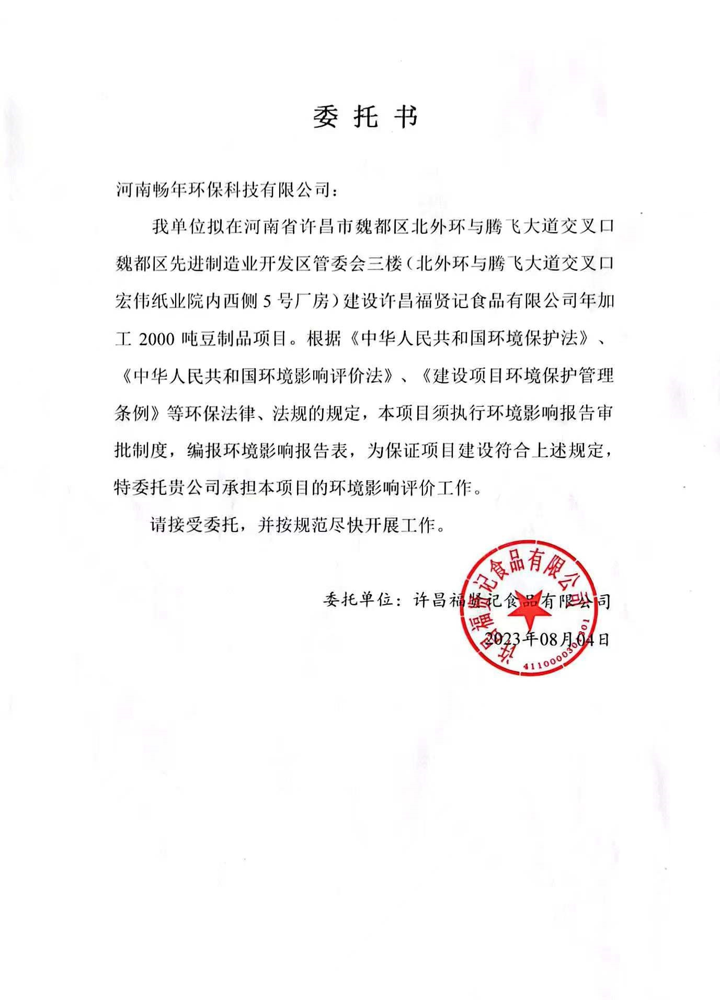 委托书
河南畅年环保科技有限公司：
我单位拟在河南省许昌市魏都区北外环与腾飞大道交叉口
魏都区先进制造业开发区管委会三楼（北外环与腾飞大道交叉口
宏伟纸业院内西侧5号厂房）建设许昌福贤记食品有限公司年加
工2000吨豆制品项目。根据《中华人民共和国环境保护法》、
《中华人民共和国环境影响评价法》、《建设项目环境保护管理
条例》等环保法律、法规的规定，本项目须执行环境影响报告审
批制度，编报环境影响报告表，为保证项目建设符合上述规定，
特委托贵公司承担本项目的环境影响评价工作。
请接受委托，并按规范尽快开展工作。
委托单位：许昌福贤记食品有限公司
2023年08月04日
许昌福贤记食品有限公司